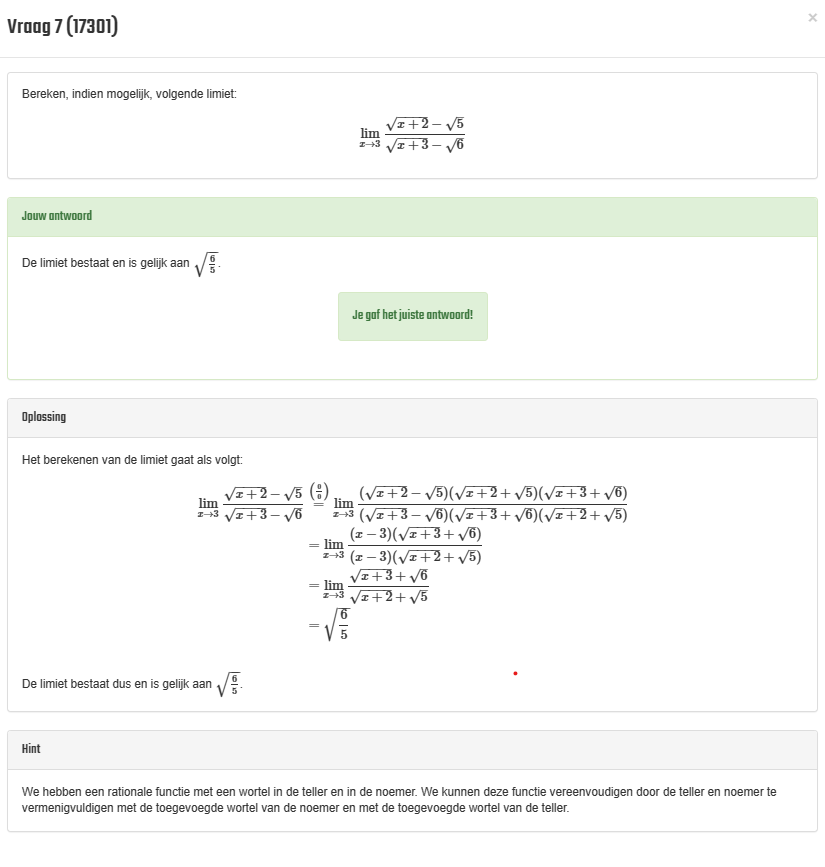 Vraag 7 (17301)
×
Bereken, indien mogelijk, volgende limiet:
lim_{x→3} \frac{\sqrt{x+2}-\sqrt{5}}{\sqrt{x+3}-\sqrt{6}}
Jouw antwoord
De limiet bestaat en is gelijk aan \sqrt{\frac{6}{5}}.
Je gaf het juiste antwoord!
Oplossing
Het berekenen van de limiet gaat als volgt:
lim_{x→3} \frac{\sqrt{x+2}-\sqrt{5}}{\sqrt{x+3}-\sqrt{6}} \stackrel{(\frac{0}{0})}{=} lim_{x→3} \frac{(\sqrt{x+2}-\sqrt{5})(\sqrt{x+2}+\sqrt{5})(\sqrt{x+3}+\sqrt{6})}{(\sqrt{x+3}-\sqrt{6})(\sqrt{x+3}+\sqrt{6})(\sqrt{x+2}+\sqrt{5})}
= lim_{x→3} \frac{(x-3)(\sqrt{x+3}+\sqrt{6})}{(x-3)(\sqrt{x+2}+\sqrt{5})}
= lim_{x→3} \frac{\sqrt{x+3}+\sqrt{6}}{\sqrt{x+2}+\sqrt{5}}
= \sqrt{\frac{6}{5}}
De limiet bestaat dus en is gelijk aan \sqrt{\frac{6}{5}}.
Hint
We hebben een rationale functie met een wortel in de teller en in de noemer. We kunnen deze functie vereenvoudigen door de teller en noemer te
vermenigvuldigen met de toegevoegde wortel van de noemer en met de toegevoegde wortel van de teller.